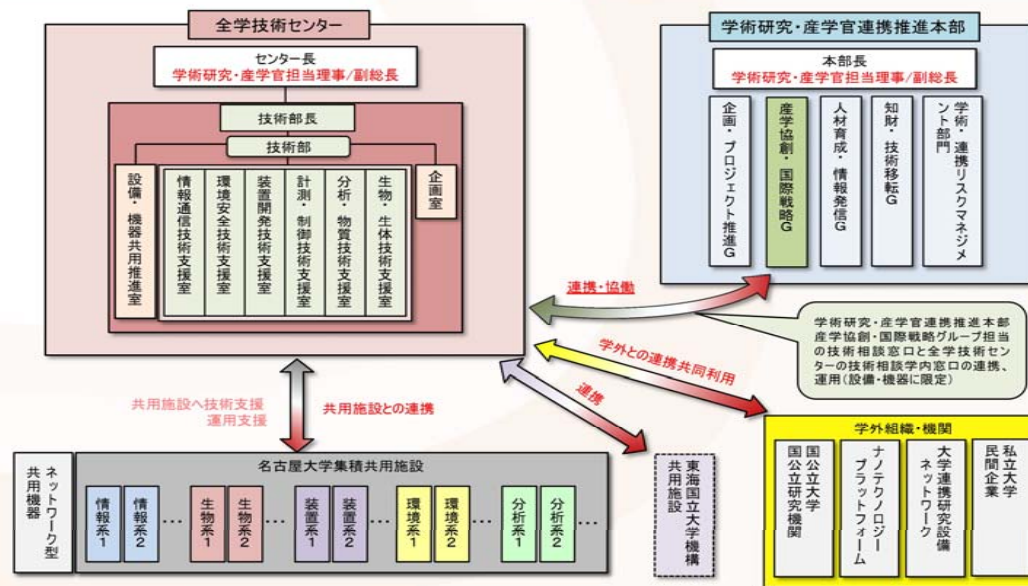 全学技術センター
センター長
学術研究・産学官担当理事/副総長
技術部長
技術部
設備・機器共用推進室
情報通信技術支援室
環境安全技術支援室
装置開発技術支援室
計測・制御技術支援室
分析・物質技術支援室
生物・生体技術支援室
企画室
学術研究・産学官連携推進本部
本部長
学術研究・産学官担当理事/副総長
企画・プロジェクト推進G
産学協創・国際戦略G
人材育成・情報発信G
知財・技術移転G
学術・連携リスクマネジメ
ント部門
連携・協働
学術研究・産学官連携推進本部
産学協創・国際戦略グループ担当
の技術相談窓口と全学技術セン
ターの技術相談学内窓口の連携、
運用(設備・機器に限定)
学外との連携共同利用
連携
共用施設へ技術支援
運用支援
共用施設との連携
ネットワーク型
共用機器
名古屋大学集積共用施設
情報系1
情報系2
…
生物系1
生物系2
…
装置系1
装置系2
…
環境系1
環境系2
…
分析系1
分析系2
…
東海国立大学機構
共用施設
学外組織・機関
国公立大学
国公立研究機関
ナノテクノロジー
プラットフォーム
大学連携研究設備
ネットワーク
私立大学
民間企業